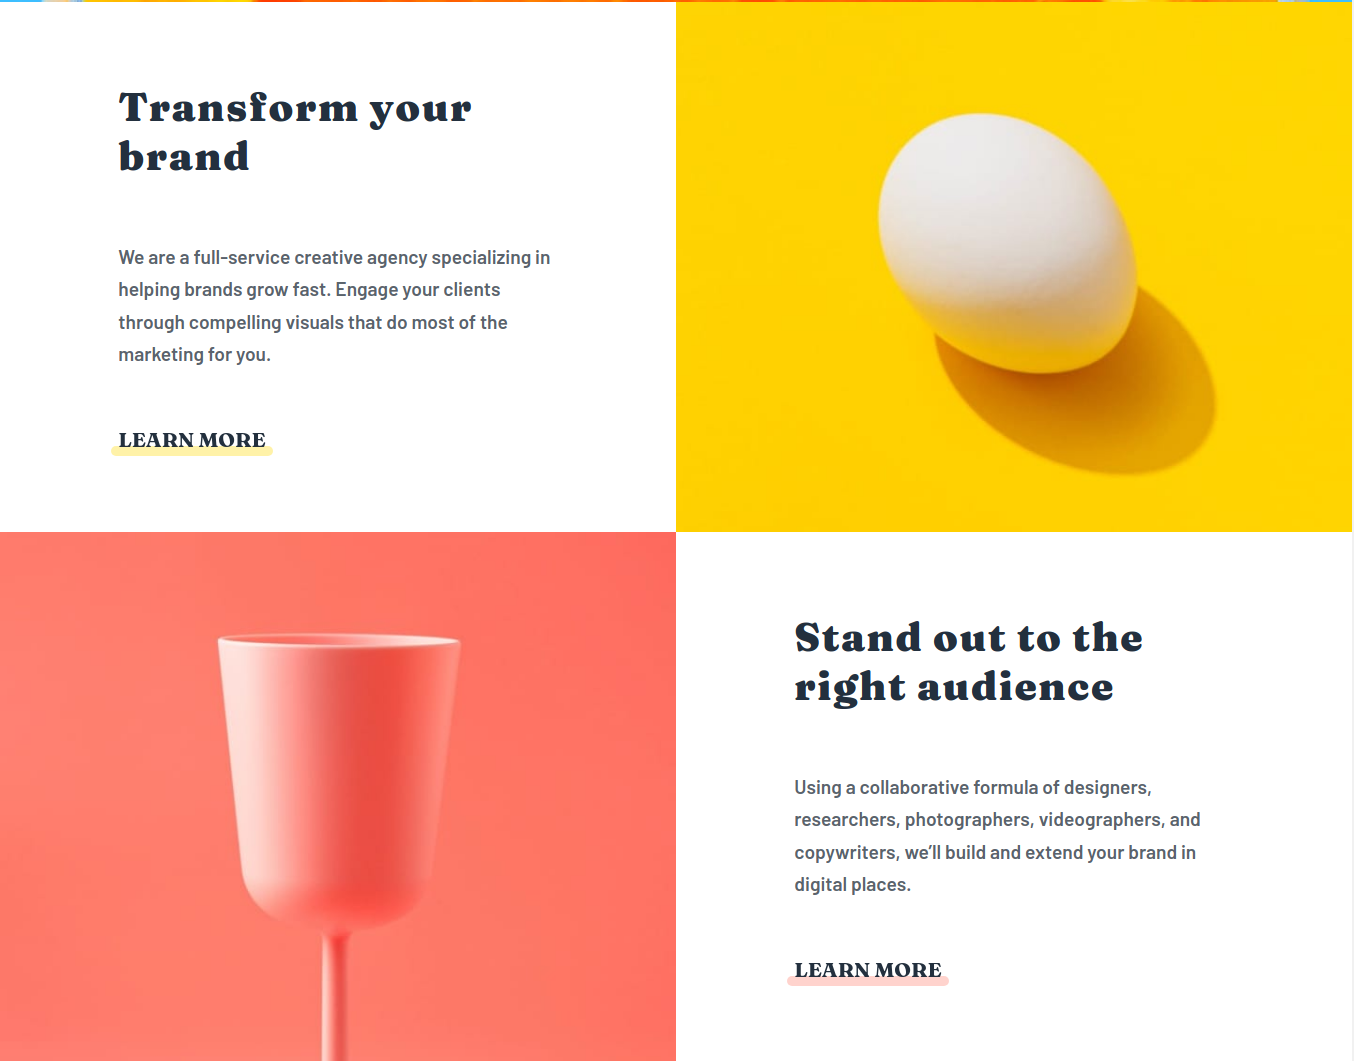 Transform your
brand
We are a full-service creative agency specializing in
helping brands grow fast. Engage your clients
through compelling visuals that do most of the
marketing for you.
LEARN MORE
Stand out to the
right audience
Using a collaborative formula of designers,
researchers, photographers, videographers, and
copywriters, we’ll build and extend your brand in
digital places.
LEARN MORE